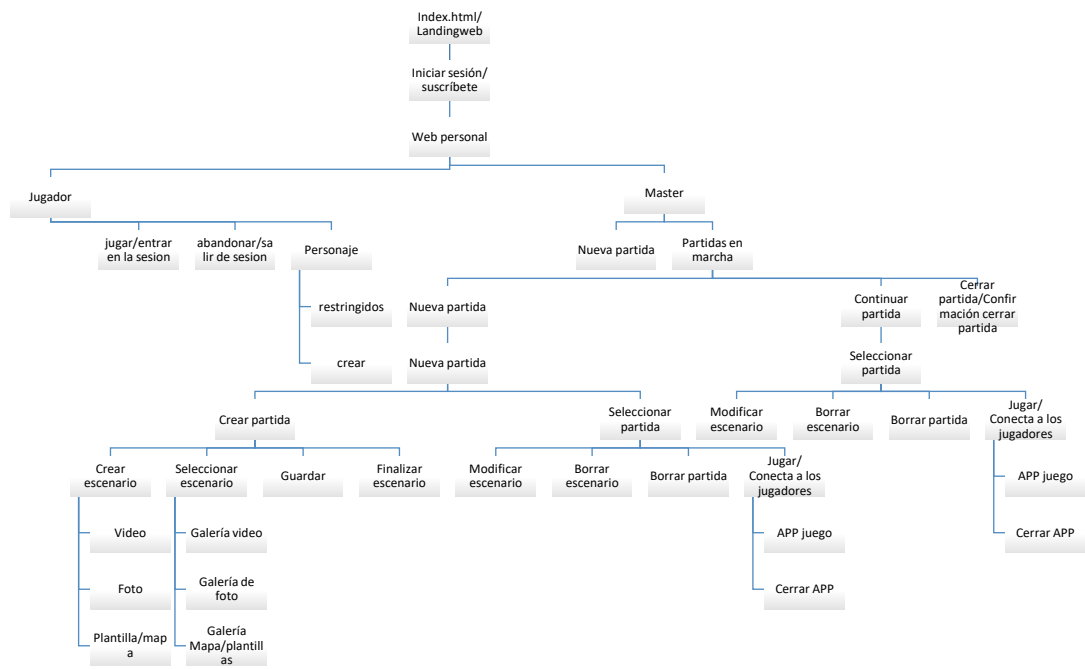 Index.html/
Landingweb
Iniciar sesión/
suscríbete
Web personal
Jugador
Master
jugar/entrar
en la sesion
abandonar/sa
lir de sesion
Personaje
Nueva partida
Partidas en
marcha
restringidos
crear
Nueva partida
Continuar
partida
Cerrar
partida/Confir
mación cerrar
partida
Nueva partida
Seleccionar
partida
Crear partida
Seleccionar
partida
Modificar
escenario
Borrar
escenario
Borrar partida
Jugar/
Conecta a los
jugadores
Crear
escenario
Seleccionar
escenario
Guardar
Finalizar
escenario
Modificar
escenario
Borrar
escenario
Borrar partida
Jugar/
Conecta a los
jugadores
APP juego
Cerrar APP
Video
Foto
Plantilla/map
a
Galería video
Galería de
foto
Galería
Mapa/plantill
as
APP juego
Cerrar APP